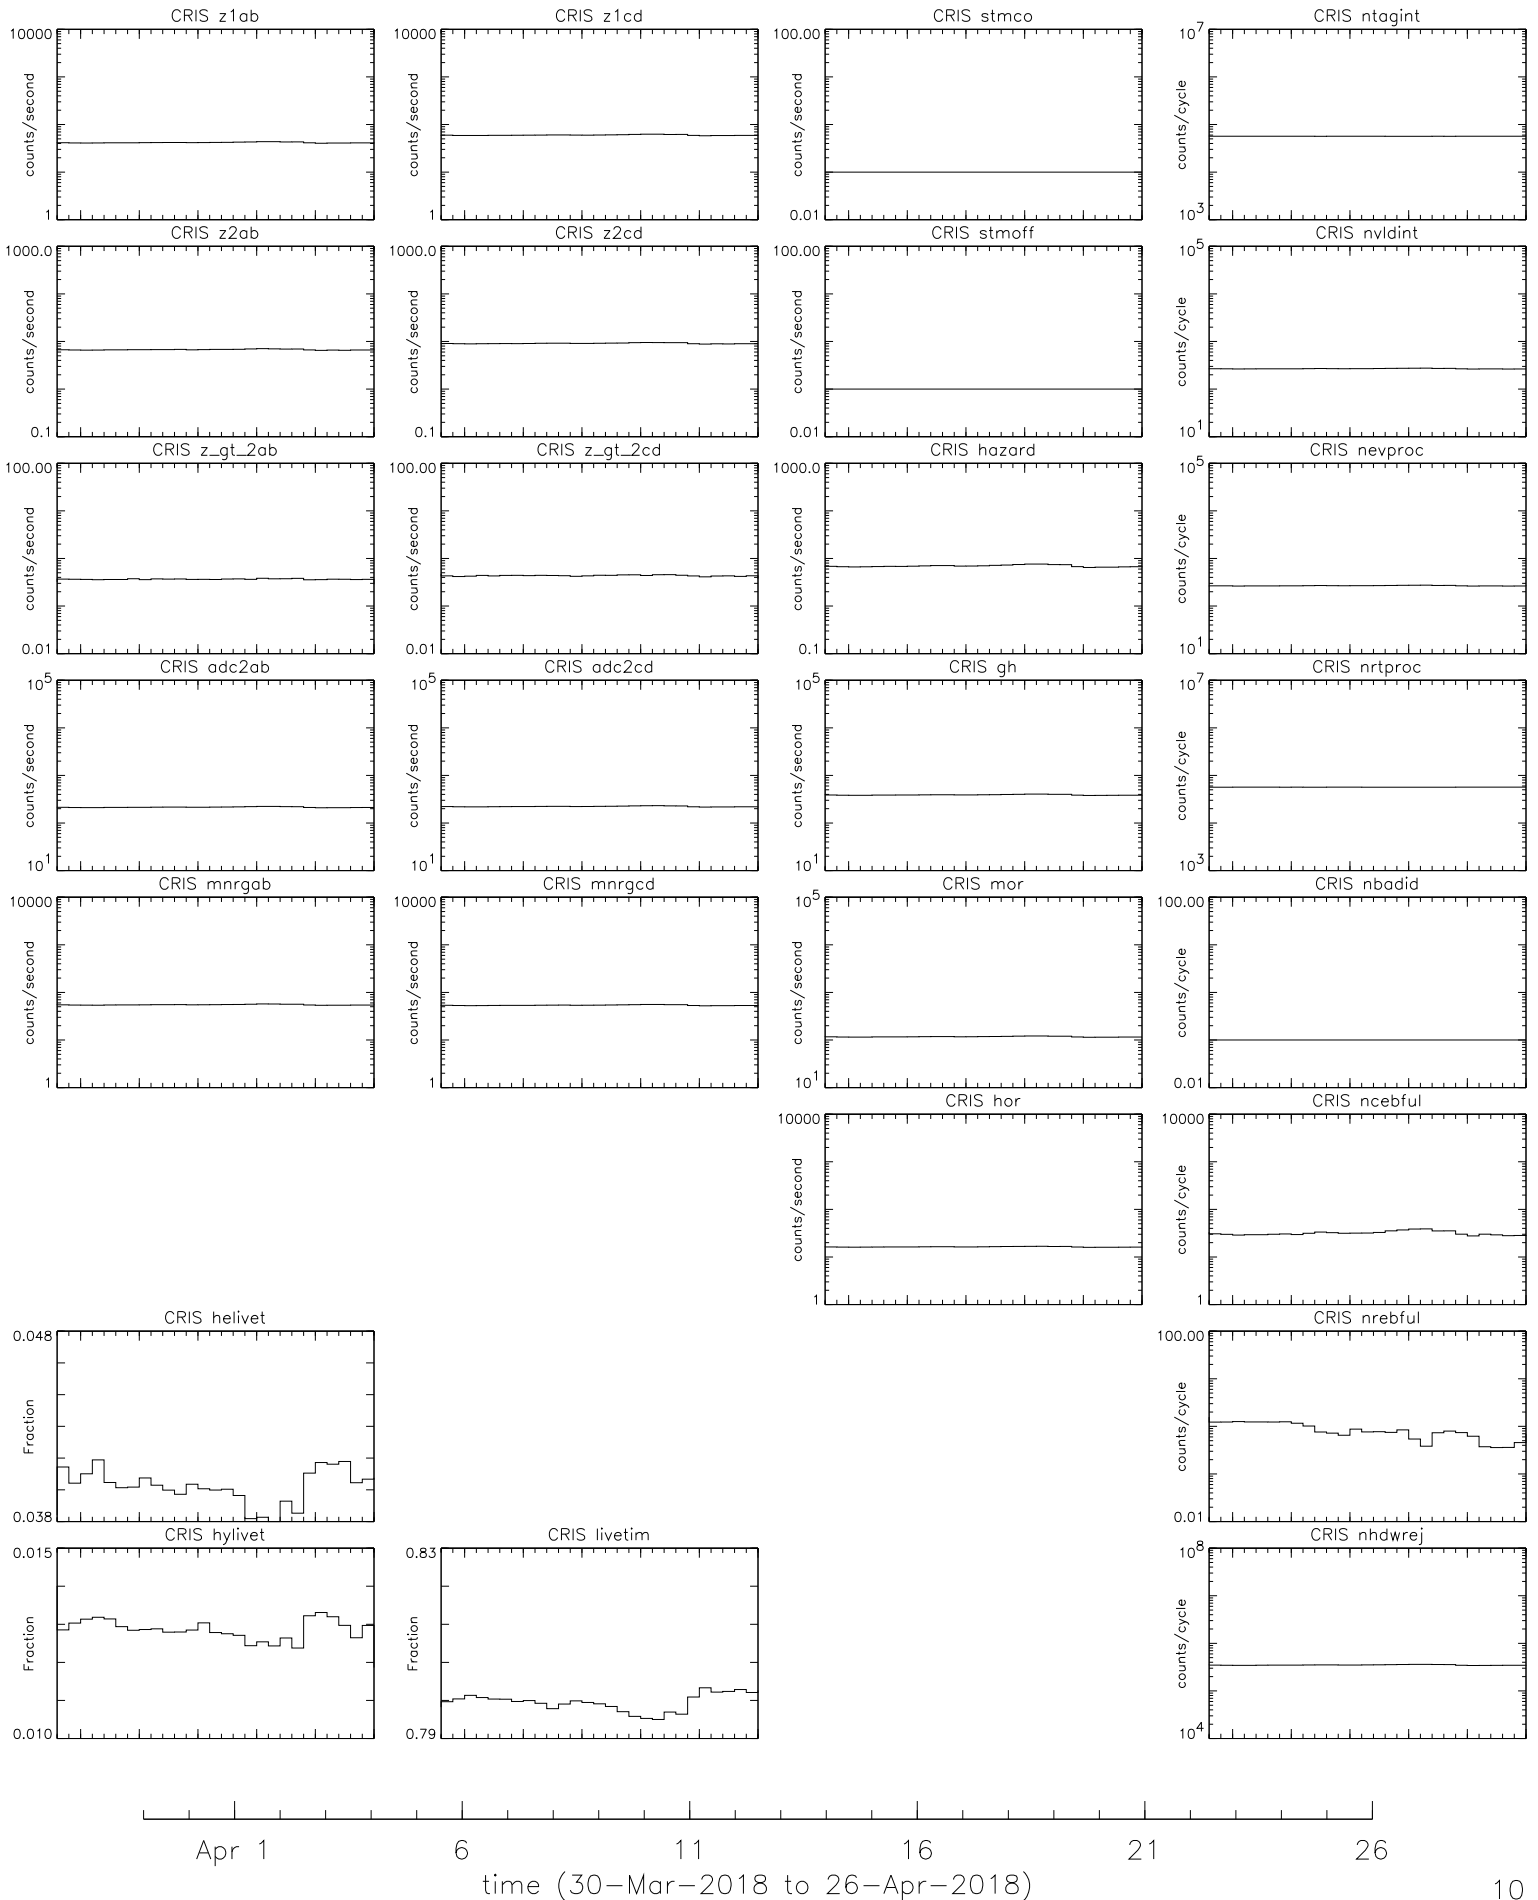 CRIS z1ab
CRIS z1cd
CRIS stmco
CRIS ntagint
10000
counts/second
1
10000
counts/second
1
100.00
counts/second
0.01
10^7
counts/cycle
10^3
CRIS z2ab
CRIS z2cd
CRIS stmoff
CRIS nvldint
1000.0
counts/second
0.1
1000.0
counts/second
0.1
100.00
counts/second
0.01
10^5
counts/cycle
10^1
CRIS z_gt_2ab
CRIS z_gt_2cd
CRIS hazard
CRIS nevproc
100.00
counts/second
0.01
100.00
counts/second
0.01
1000.0
counts/second
0.1
10^5
counts/cycle
10^1
CRIS adc2ab
CRIS adc2cd
CRIS gh
CRIS nrtproc
10^5
counts/second
10^1
10^5
counts/second
10^1
10^5
counts/second
10^1
10^7
counts/cycle
10^3
CRIS mnrgab
CRIS mnrgcd
CRIS mor
CRIS nbadid
10000
counts/second
1
10000
counts/second
1
10^5
counts/second
10^1
100.00
counts/cycle
0.01
CRIS hor
CRIS ncebful
10000
counts/second
1
10000
counts/cycle
1
CRIS helivet
CRIS nrebful
0.048
Fraction
0.038
100.00
counts/cycle
0.01
CRIS hylivet
CRIS livetim
CRIS nhdwrej
0.015
Fraction
0.010
0.83
Fraction
0.79
10^8
counts/cycle
10^4
Apr 1 6 11 16 21 26
time (30-Mar-2018 to 26-Apr-2018)
10